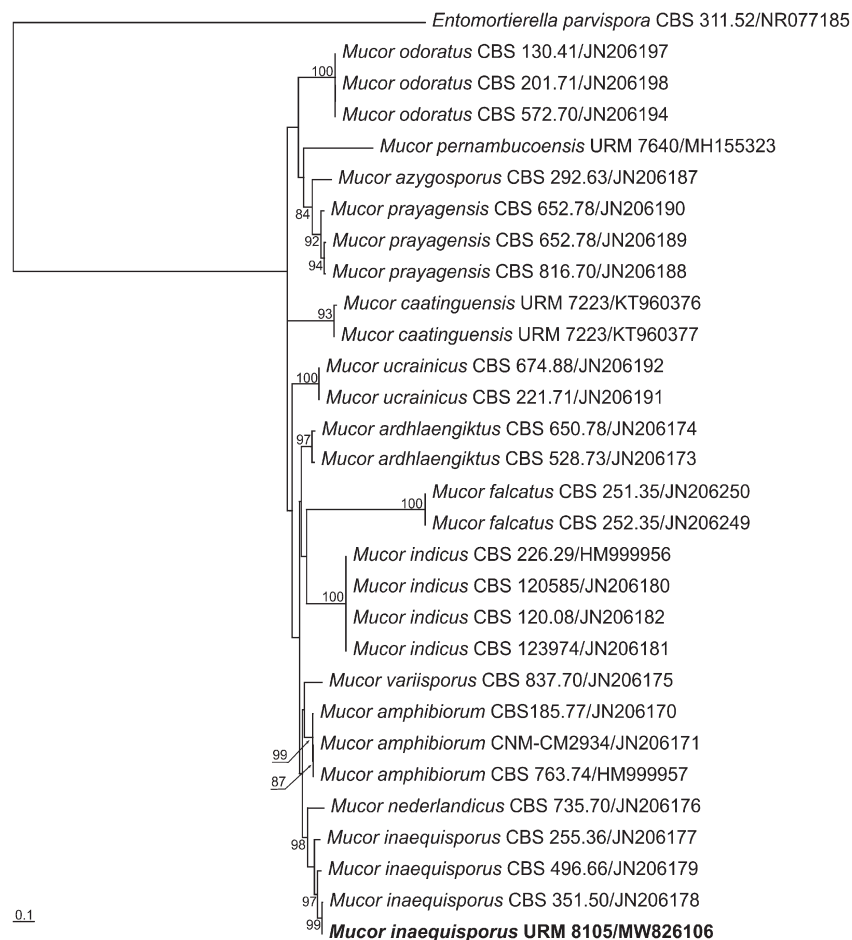 Entomortierella parvispora CBS 311.52/NR077185
Mucor odoratus CBS 130.41/JN206197
100
Mucor odoratus CBS 201.71/JN206198
Mucor odoratus CBS 572.70/JN206194
Mucor pernambucoensis URM 7640/MH155323
Mucor azygosporus CBS 292.63/JN206187
84
Mucor prayagensis CBS 652.78/JN206190
92
Mucor prayagensis CBS 652.78/JN206189
94
Mucor prayagensis CBS 816.70/JN206188
Mucor caatinguensis URM 7223/KT960376
93
Mucor caatinguensis URM 7223/KT960377
Mucor ucrainicus CBS 674.88/JN206192
100
Mucor ucrainicus CBS 221.71/JN206191
Mucor ardhlaengiktus CBS 650.78/JN206174
97
Mucor ardhlaengiktus CBS 528.73/JN206173
Mucor falcatus CBS 251.35/JN206250
100
Mucor falcatus CBS 252.35/JN206249
Mucor indicus CBS 226.29/HM999956
Mucor indicus CBS 120585/JN206180
100
Mucor indicus CBS 120.08/JN206182
Mucor indicus CBS 123974/JN206181
Mucor variisporus CBS 837.70/JN206175
Mucor amphibiorum CBS185.77/JN206170
Mucor amphibiorum CNM-CM2934/JN206171
99
Mucor amphibiorum CBS 763.74/HM999957
87
Mucor nederlandicus CBS 735.70/JN206176
Mucor inaequisporus CBS 255.36/JN206177
98
Mucor inaequisporus CBS 496.66/JN206179
Mucor inaequisporus CBS 351.50/JN206178
97
99
Mucor inaequisporus URM 8105/MW826106
0.1